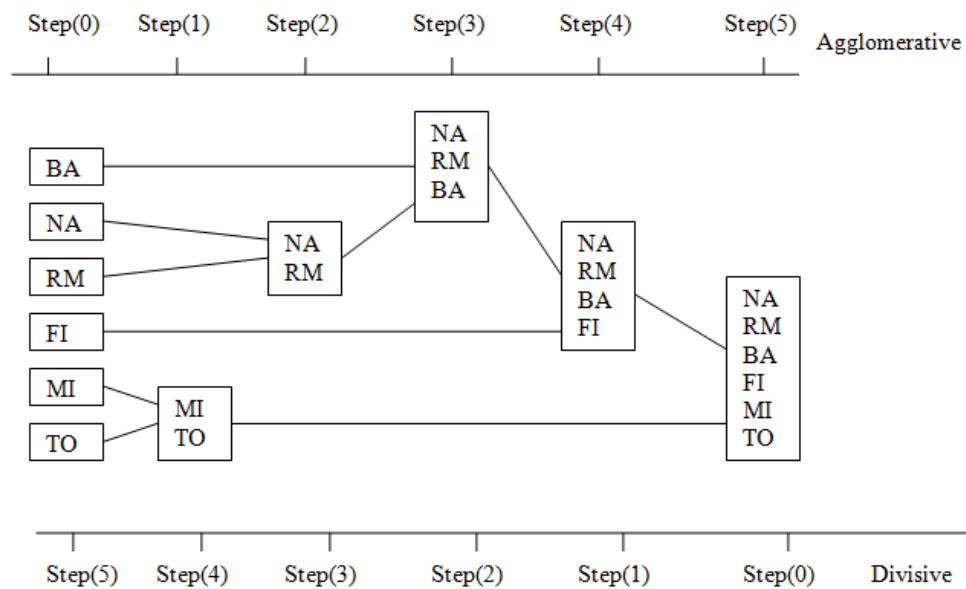 Step(0) Step(1) Step(2) Step(3) Step(4) Step(5)
Agglomerative
BA
NA
RM
FI
MI
TO
MI
TO
NA
RM
NA
RM
BA
NA
RM
BA
FI
NA
RM
BA
FI
MI
TO
Step(5) Step(4) Step(3) Step(2) Step(1) Step(0) Divisive